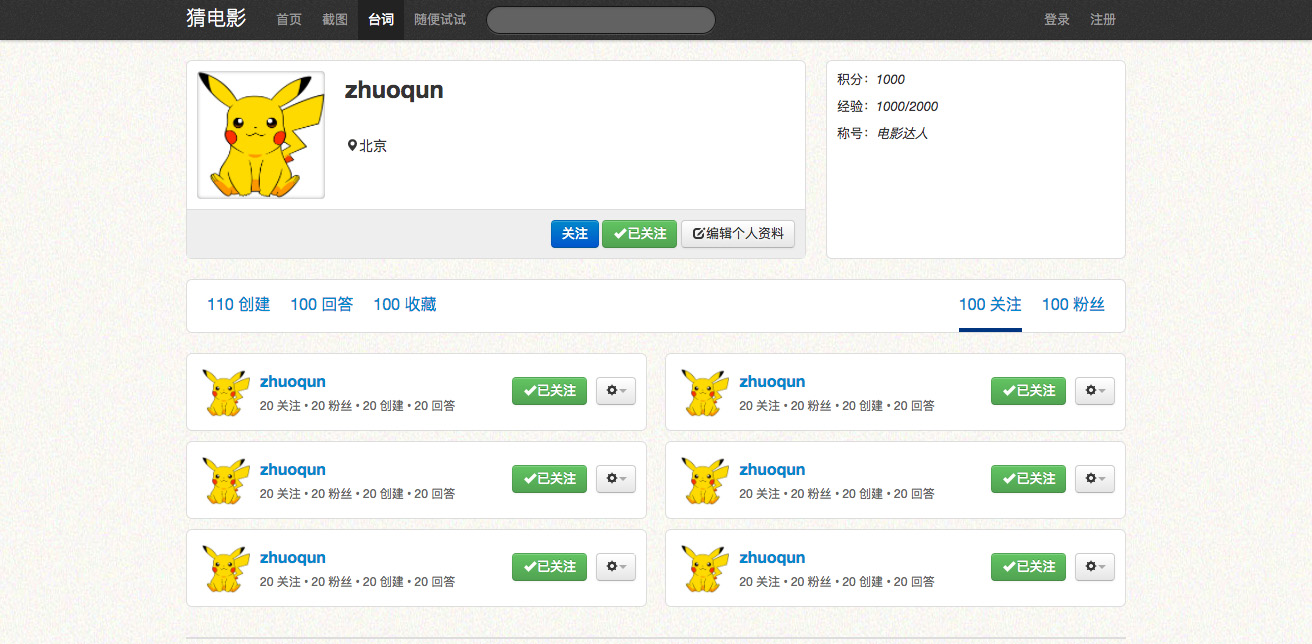 猜电影 首页 截图 台词 随便试试 登录 注册
zhuoqun
北京
关注 已关注 编辑个人资料
积分：1000
经验：1000/2000
称号：电影达人
110 创建 100 回答 100 收藏 100 关注 100 粉丝
zhuoqun 已关注
20 关注 • 20 粉丝 • 20 创建 • 20 回答
zhuoqun 已关注
20 关注 • 20 粉丝 • 20 创建 • 20 回答
zhuoqun 已关注
20 关注 • 20 粉丝 • 20 创建 • 20 回答
zhuoqun 已关注
20 关注 • 20 粉丝 • 20 创建 • 20 回答
zhuoqun 已关注
20 关注 • 20 粉丝 • 20 创建 • 20 回答
zhuoqun 已关注
20 关注 • 20 粉丝 • 20 创建 • 20 回答